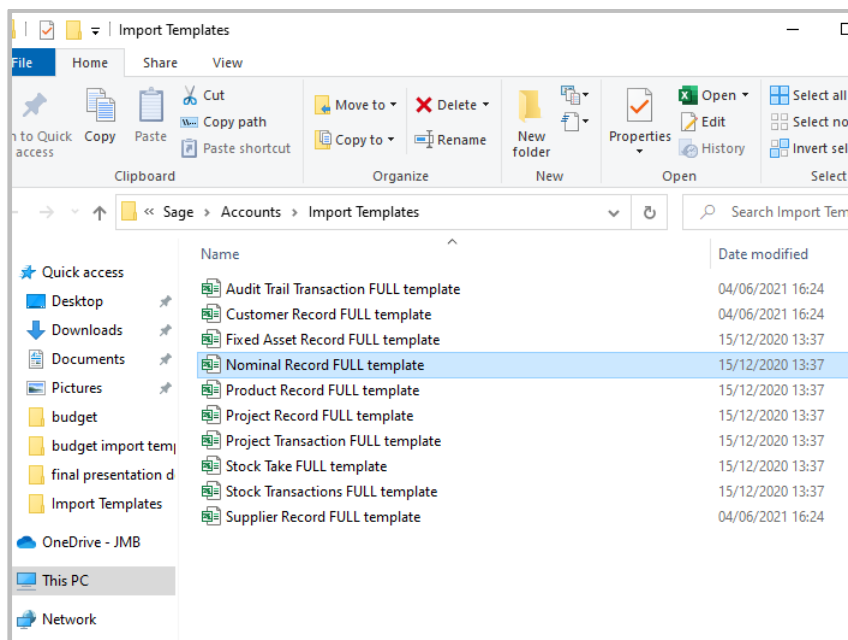 Import Templates
File Home Share View
Cut
Copy path
Paste shortcut
n to Quick access
Copy
Paste
Move to
Copy to
Delete
Rename
New folder
Properties
Open
Edit
History
Select all
Select no
Invert sel
Clipboard Organize New Open Select
« Sage > Accounts > Import Templates
Search Import Tem
Name Date modified
Quick access
Desktop
Downloads
Documents
Pictures
budget
budget import temp
final presentation d
Import Templates
OneDrive - JMB
This PC
Network
Audit Trail Transaction FULL template 04/06/2021 16:24
Customer Record FULL template 04/06/2021 16:24
Fixed Asset Record FULL template 15/12/2020 13:37
Nominal Record FULL template 15/12/2020 13:37
Product Record FULL template 15/12/2020 13:37
Project Record FULL template 15/12/2020 13:37
Project Transaction FULL template 15/12/2020 13:37
Stock Take FULL template 15/12/2020 13:37
Stock Transactions FULL template 15/12/2020 13:37
Supplier Record FULL template 04/06/2021 16:24